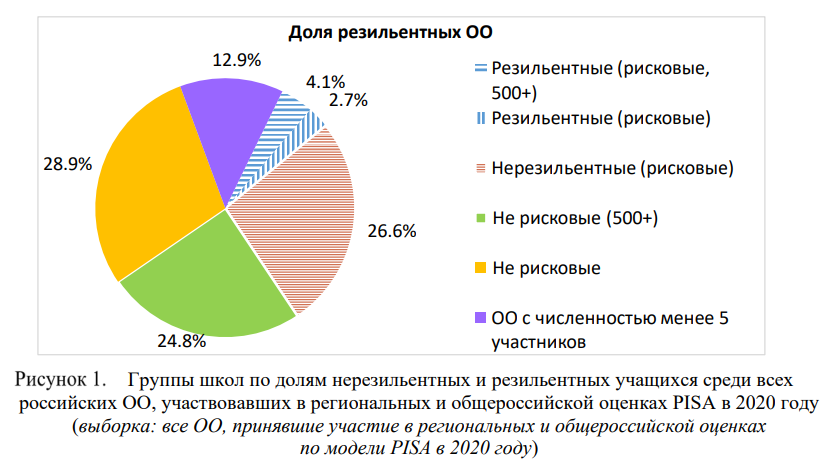 Доля резильентных ОО
12.9%
4.1%
2.7%
28.9%
26.6%
24.8%
Резильентные (рисковые,
500+)
Резильентные (рисковые)
Нерезильентные (рисковые)
Не рисковые (500+)
Не рисковые
ОО с численностью менее 5
участников
Рисунок 1. Группы школ по долям нерезильентных и резильентных учащихся среди всех
российских ОО, участвовавших в региональных и общероссийской оценках PISA в 2020 году
(выборка: все ОО, принявшие участие в региональных и общероссийской оценках
по модели PISA в 2020 году)